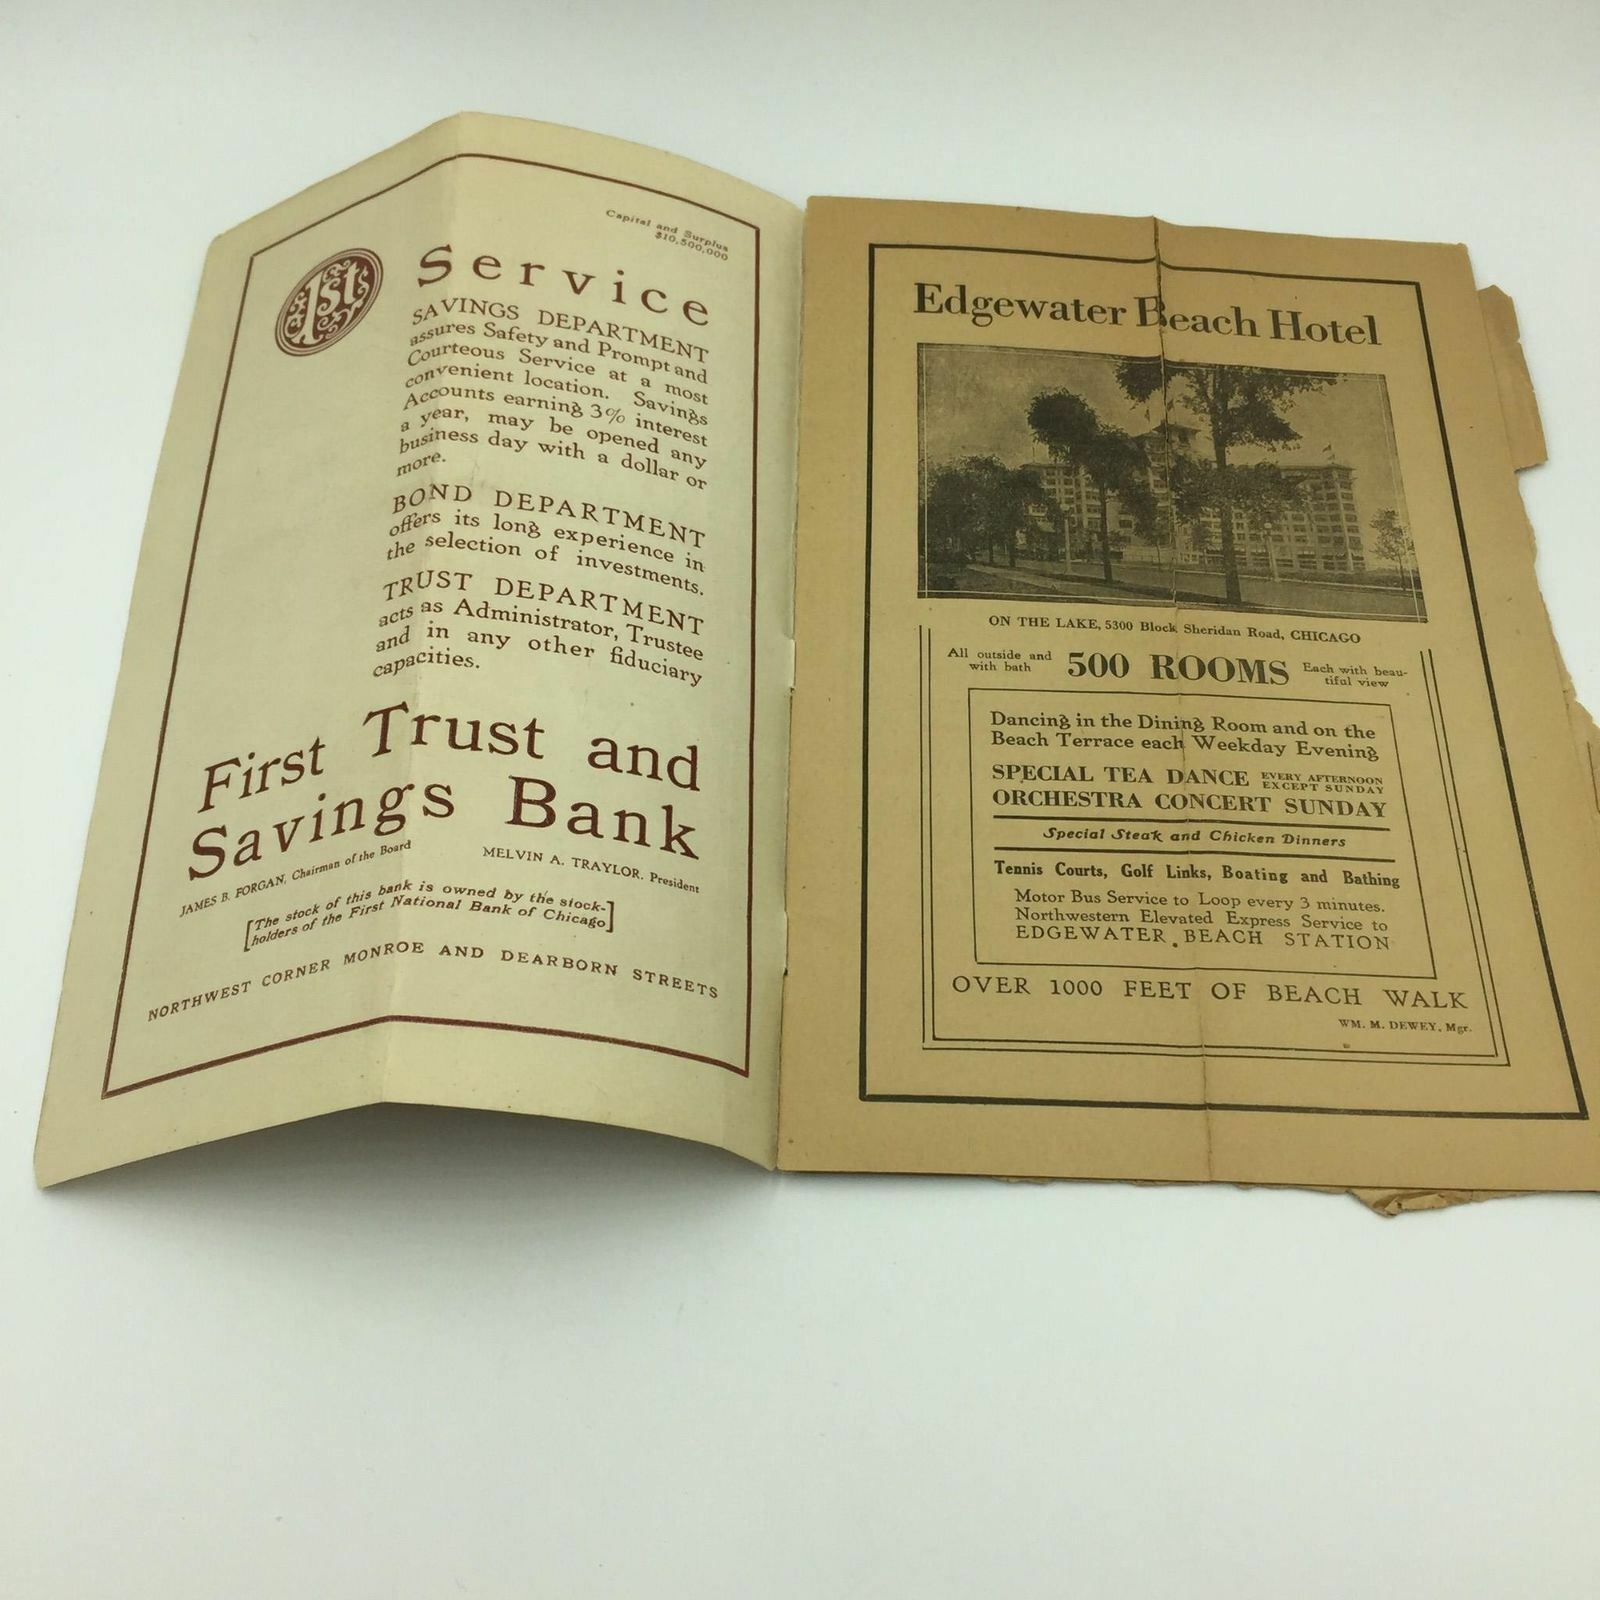 Capital and Surplus
$10,500,000
1st
Service
SAVINGS DEPARTMENT
assures Safety and Prompt and
Courteous Service at a most
convenient location. Savings
Accounts earning 3% interest
a year, may be opened any
business day with a dollar or
more.
BOND DEPARTMENT
offers its long experience in
the selection of investments.
TRUST DEPARTMENT
acts as Administrator, Trustee
and in any other fiduciary
capacities.
First Trust and
Savings Bank
JAMES B. FORGAN, Chairman of the Board
MELVIN A. TRAYLOR, President
[The stock of this bank is owned by the stock-
holders of the First National Bank of Chicago]
NORTHWEST CORNER MONROE AND DEARBORN STREETS
Edgewater Beach Hotel
ON THE LAKE, 5300 Block, Sheridan Road, CHICAGO
All outside and
with bath
500 ROOMS
Each with beau-
tiful view
Dancing in the Dining Room and on the
Beach Terrace each Weekday Evening
SPECIAL TEA DANCE EVERY AFTERNOON
EXCEPT SUNDAY
ORCHESTRA CONCERT SUNDAY
Special Steak and Chicken Dinners
Tennis Courts, Golf Links, Boating and Bathing
Motor Bus Service to Loop every 3 minutes.
Northwestern Elevated Express Service to
EDGEWATER BEACH STATION
OVER 1000 FEET OF BEACH WALK
WM. M. DEWEY, Mgr.